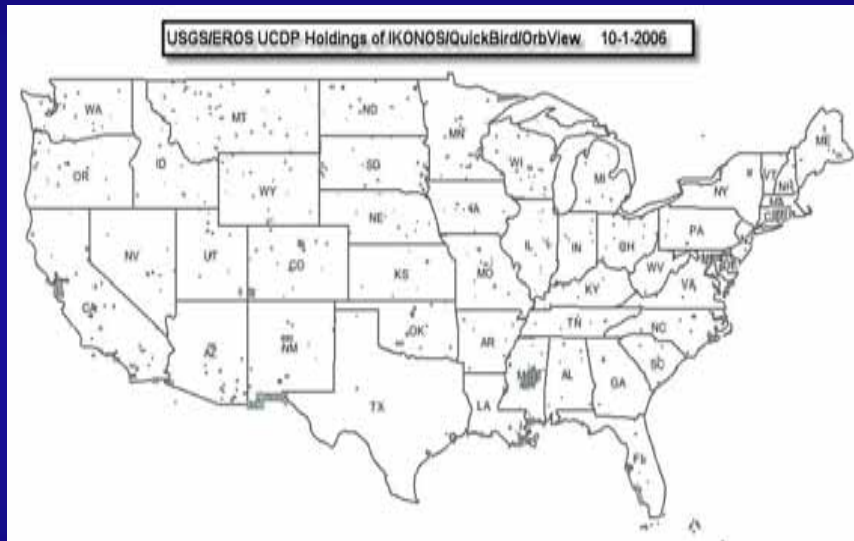 USGS/EROS UCDP Holdings of IKONOS/QuickBird/OrbView 10-1-2006
WA
MT
ND
MN
ME
OR
ID
SD
WI
MI
VT
NH
NY
WY
MA
IA
NE
PA
NV
UT
CO
IL
IN
OH
KS
MO
WV
VA
CA
KY
NC
TN
AZ
NM
OK
AR
SC
AL
GA
TX
LA